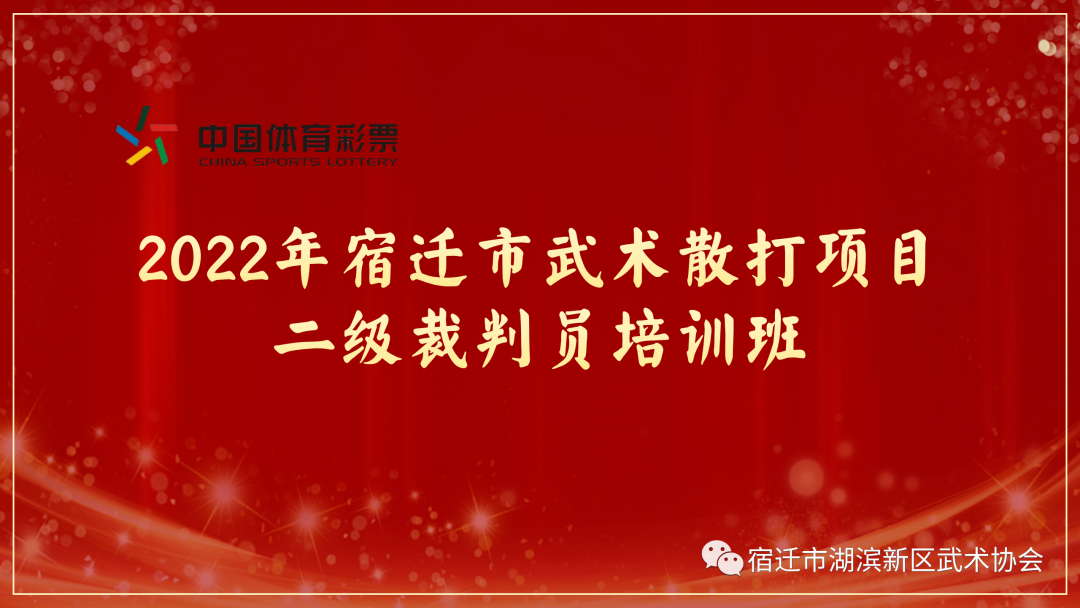 中国体育彩票
CHINA SPORTS LOTTERY
2022年宿迁市武术散打项目
二级裁判员培训班
宿迁市湖滨新区武术协会